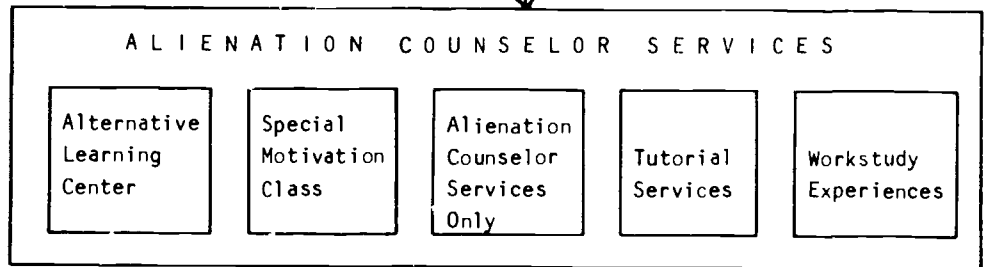 ALIENATION COUNSELOR SERVICES
Alternative
Learning
Center
Special
Motivation
Class
Alienation
Counselor
Services
Only
Tutorial
Services
Workstudy
Experiences